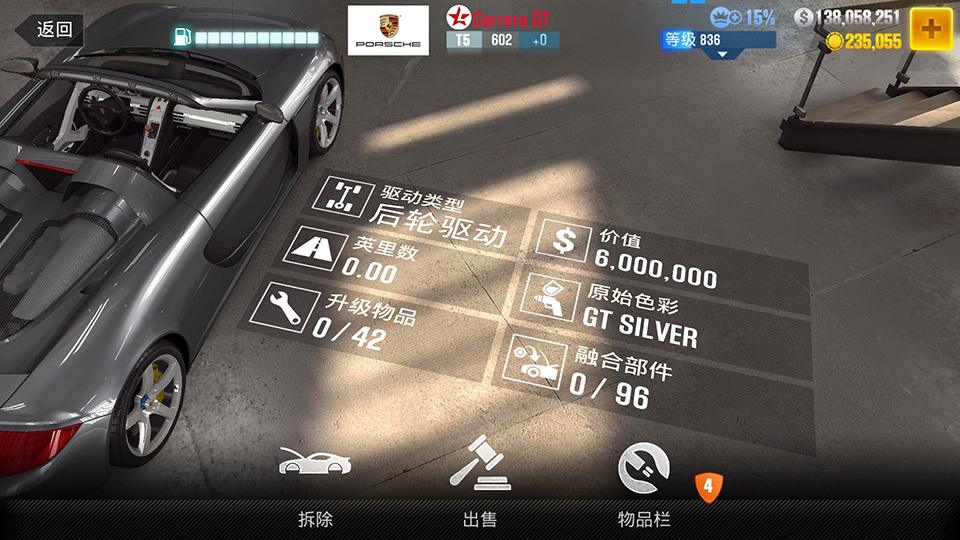 返回
PORSCHE
Carrera GT
T5 602 +0
15%
等级 836
$ 138,058,251
235,055
驱动类型
后轮驱动
英里数
0.00
升级物品
0 / 42
$
价值
6,000,000
原始色彩
GT SILVER
融合部件
0 / 96
4
拆除
出售
物品栏